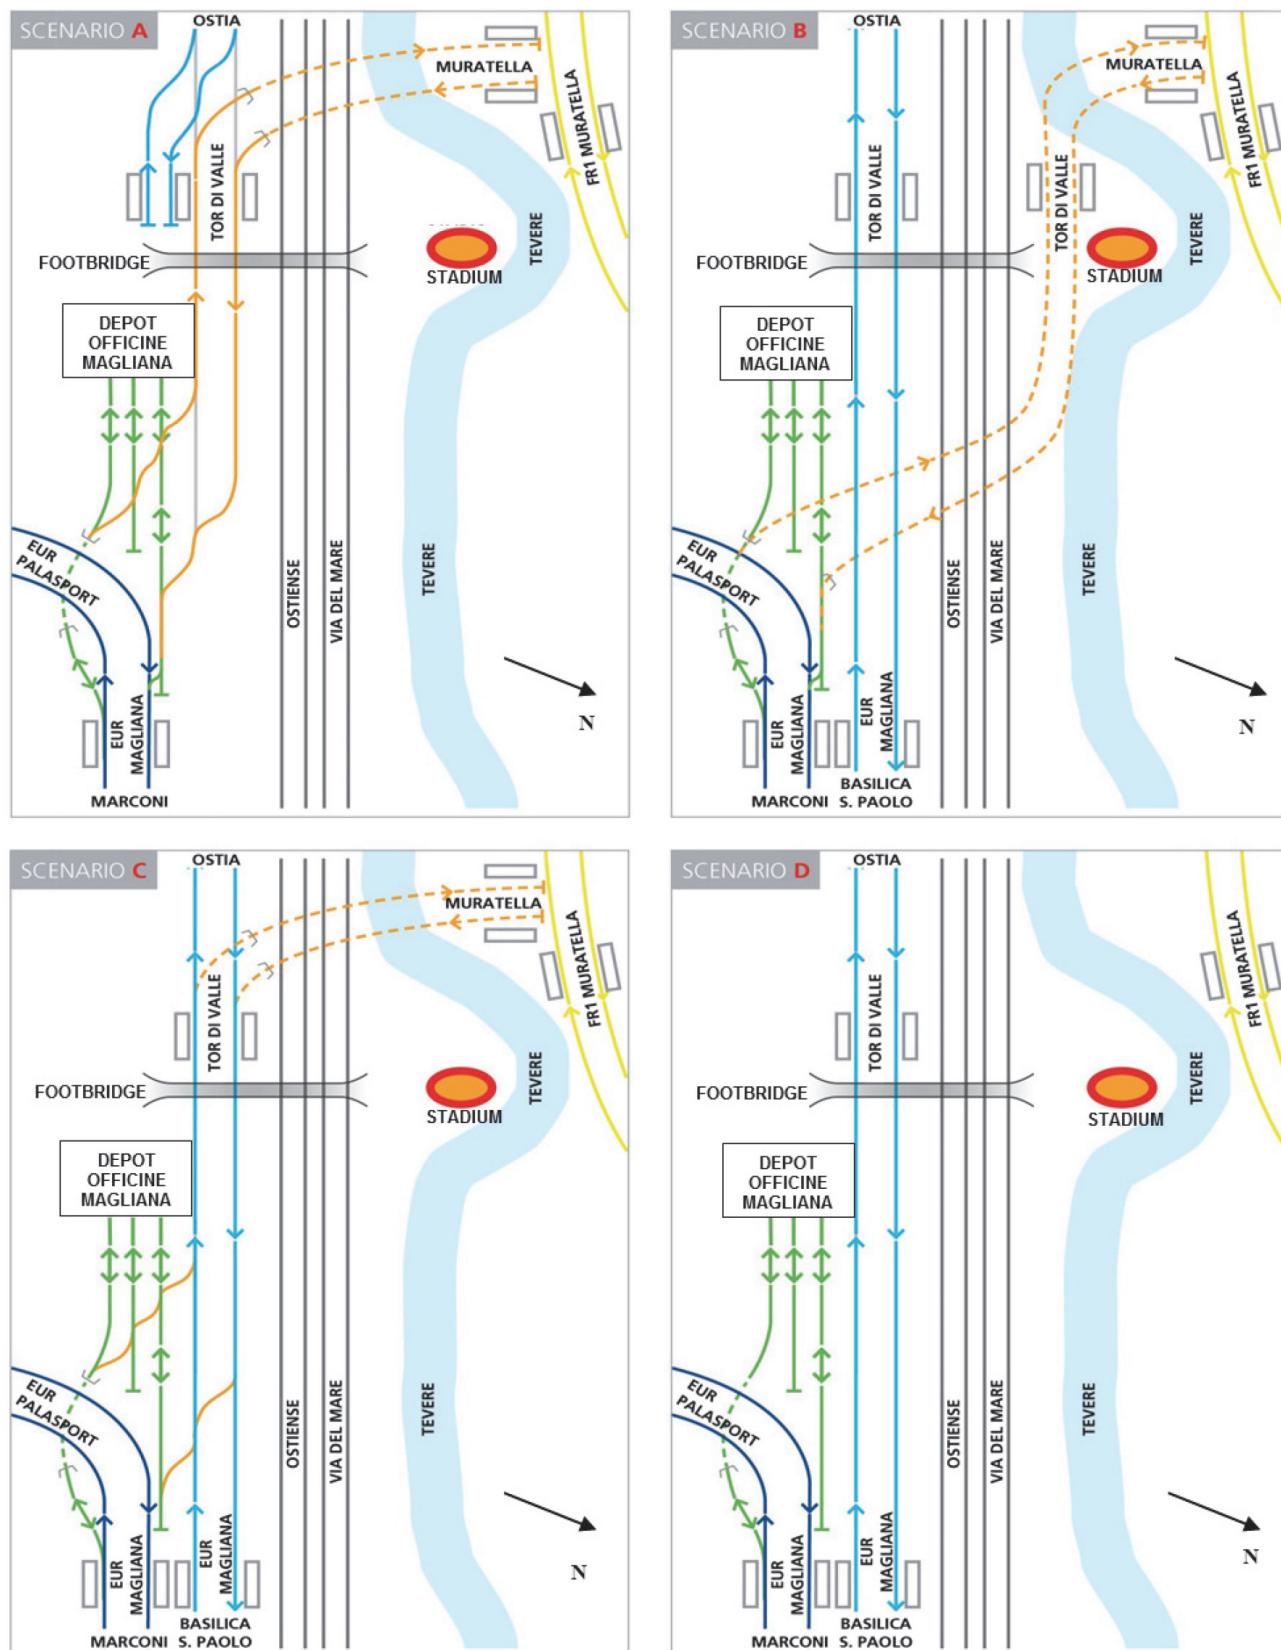 SCENARIO A
OSTIA
MURATELLA
FR1 MURATELLA
TOR DI VALLE
FOOTBRIDGE
STADIUM
TEVERE
DEPOT
OFFICINE
MAGLIANA
EUR
PALASPORT
OSTIENSE
VIA DEL MARE
TEVERE
N
EUR
MAGLIANA
MARCONI
SCENARIO B
OSTIA
MURATELLA
FR1 MURATELLA
TOR DI VALLE
TOR DI VALLE
FOOTBRIDGE
STADIUM
TEVERE
DEPOT
OFFICINE
MAGLIANA
EUR
PALASPORT
OSTIENSE
VIA DEL MARE
TEVERE
N
EUR
MAGLIANA
EUR
MAGLIANA
MARCONI
BASILICA
S. PAOLO
SCENARIO C
OSTIA
MURATELLA
FR1 MURATELLA
TOR DI VALLE
FOOTBRIDGE
STADIUM
TEVERE
DEPOT
OFFICINE
MAGLIANA
EUR
PALASPORT
OSTIENSE
VIA DEL MARE
TEVERE
N
EUR
MAGLIANA
EUR
MAGLIANA
MARCONI
BASILICA
S. PAOLO
SCENARIO D
OSTIA
FR1 MURATELLA
TOR DI VALLE
FOOTBRIDGE
STADIUM
TEVERE
DEPOT
OFFICINE
MAGLIANA
EUR
PALASPORT
OSTIENSE
VIA DEL MARE
TEVERE
N
EUR
MAGLIANA
EUR
MAGLIANA
MARCONI
BASILICA
S. PAOLO